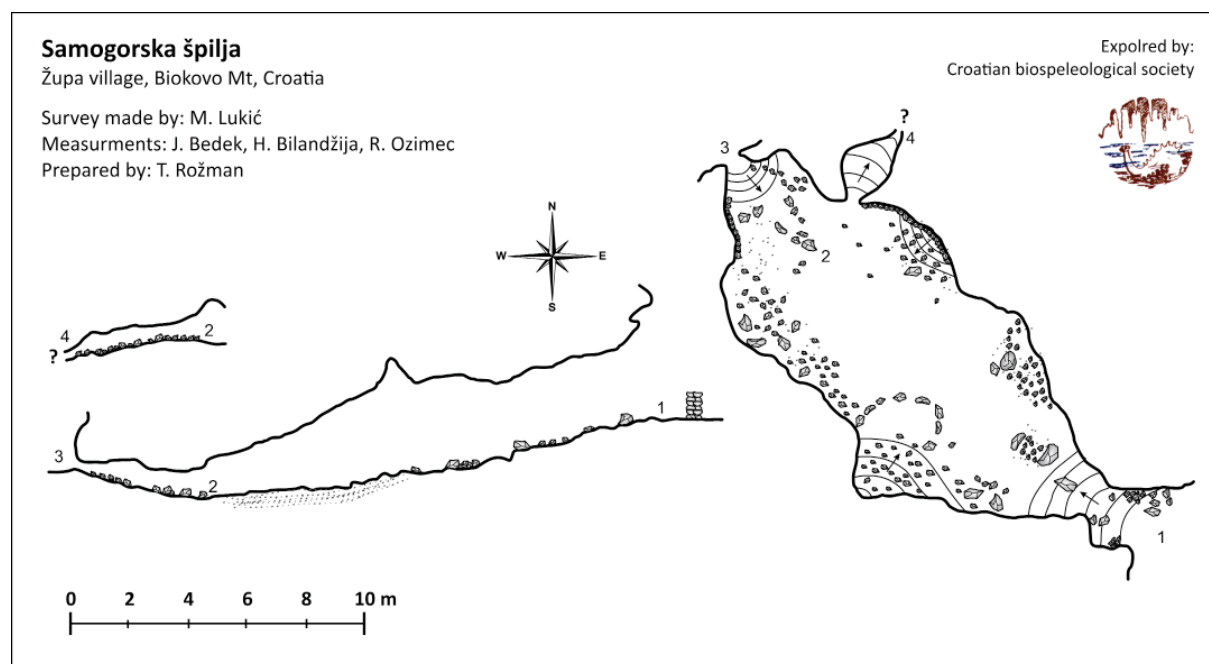 Samogorska špilja
Župa village, Biokovo Mt, Croatia
Survey made by: M. Lukić
Measurments: J. Bedek, H. Bilandžija, R. Ozimec
Prepared by: T. Rožman
Expolred by:
Croatian biospeleological society
N
W E
S
4 2
?
3 2 1
0 2 4 6 8 10 m
?
3 4
2
1